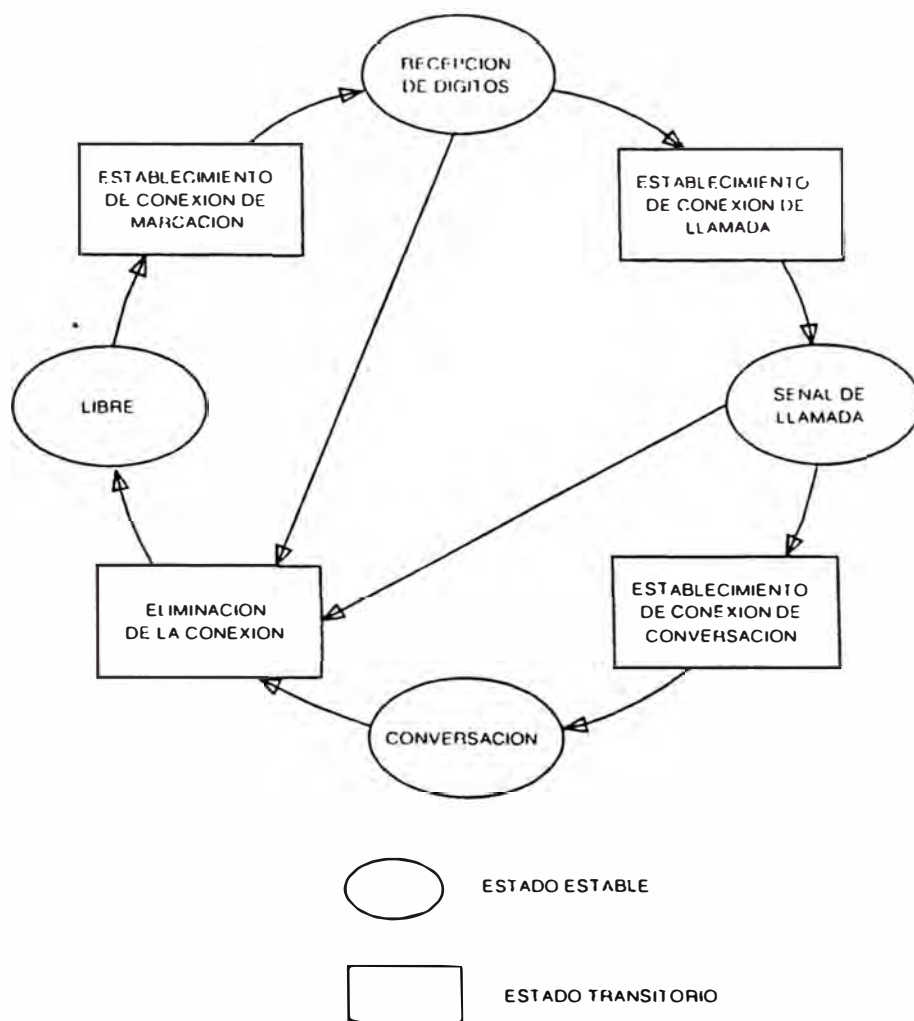 RECEPCION
DE DIGITOS
ESTABLECIMIENTO
DE CONEXION DE
MARCACION
ESTABLECIMIENTO
DE CONEXION DE
LLAMADA
LIBRE
SEÑAL DE
LLAMADA
ELIMINACION
DE LA CONEXION
ESTABLECIMIENTO
DE CONEXION DE
CONVERSACION
CONVERSACION
ESTADO ESTABLE
ESTADO TRANSITORIO